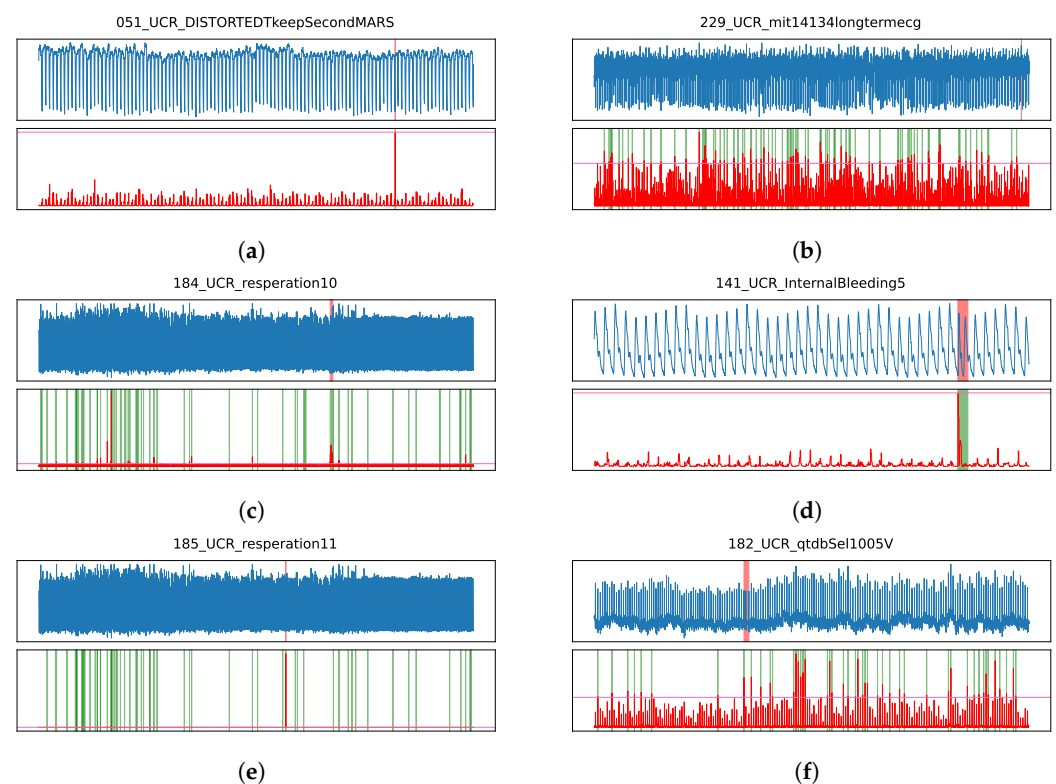 051_UCR_DISTORTEDTkeepSecondMARS
229_UCR_mit14134longtermecg
(a)
(b)
184_UCR_resperation10
141_UCR_InternalBleeding5
(c)
(d)
185_UCR_resperation11
182_UCR_qtdbSel1005V
(e)
(f)